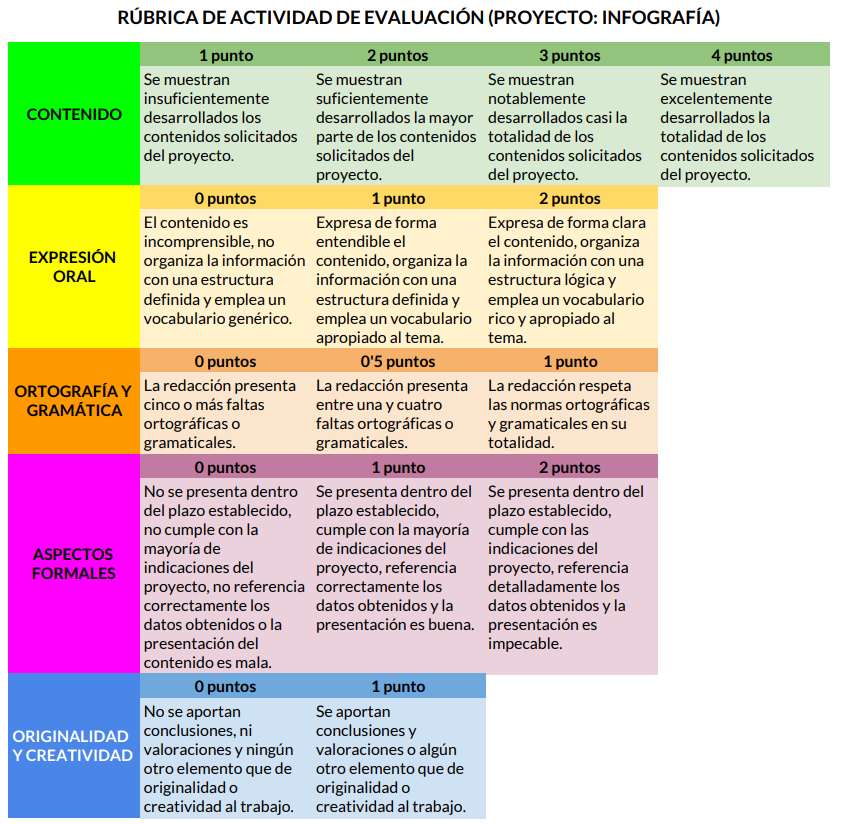 RÚBRICA DE ACTIVIDAD DE EVALUACIÓN (PROYECTO: INFOGRAFÍA)
CONTENIDO
1 punto
Se muestran
insuficientemente
desarrollados los
contenidos solicitados
del proyecto.
2 puntos
Se muestran
suficientemente
desarrollados la mayor
parte de los contenidos
solicitados del
proyecto.
3 puntos
Se muestran
notablemente
desarrollados casi la
totalidad de los
contenidos solicitados
del proyecto.
4 puntos
Se muestran
excelentemente
desarrollados la
totalidad de los
contenidos solicitados
del proyecto.
EXPRESIÓN
ORAL
0 puntos
El contenido es
incomprensible, no
organiza la información
con una estructura
definida y emplea un
vocabulario genérico.
1 punto
Expresa de forma
entendible el
contenido, organiza la
información con una
estructura definida y
emplea un vocabulario
apropiado al tema.
2 puntos
Expresa de forma clara
el contenido, organiza
la información con una
estructura lógica y
emplea un vocabulario
rico y apropiado al
tema.
ORTOGRAFÍA Y
GRAMÁTICA
0 puntos
La redacción presenta
cinco o más faltas
ortográficas o
gramaticales.
0'5 puntos
La redacción presenta
entre una y cuatro
faltas ortográficas o
gramaticales.
1 punto
La redacción respeta
las normas ortográficas
y gramaticales en su
totalidad.
ASPECTOS
FORMALES
0 puntos
No se presenta dentro
del plazo establecido,
no cumple con la
mayoría de
indicaciones del
proyecto, no referencia
correctamente los
datos obtenidos o la
presentación del
contenido es mala.
1 punto
Se presenta dentro del
plazo establecido,
cumple con la mayoría
de indicaciones del
proyecto, referencia
correctamente los
datos obtenidos y la
presentación es buena.
2 puntos
Se presenta dentro del
plazo establecido,
cumple con las
indicaciones del
proyecto, referencia
detalladamente los
datos obtenidos y la
presentación es
impecable.
ORIGINALIDAD
Y CREATIVIDAD
0 puntos
No se aportan
conclusiones, ni
valoraciones y ningún
otro elemento que de
originalidad o
creatividad al trabajo.
1 punto
Se aportan
conclusiones y
valoraciones o algún
otro elemento que de
originalidad o
creatividad al trabajo.